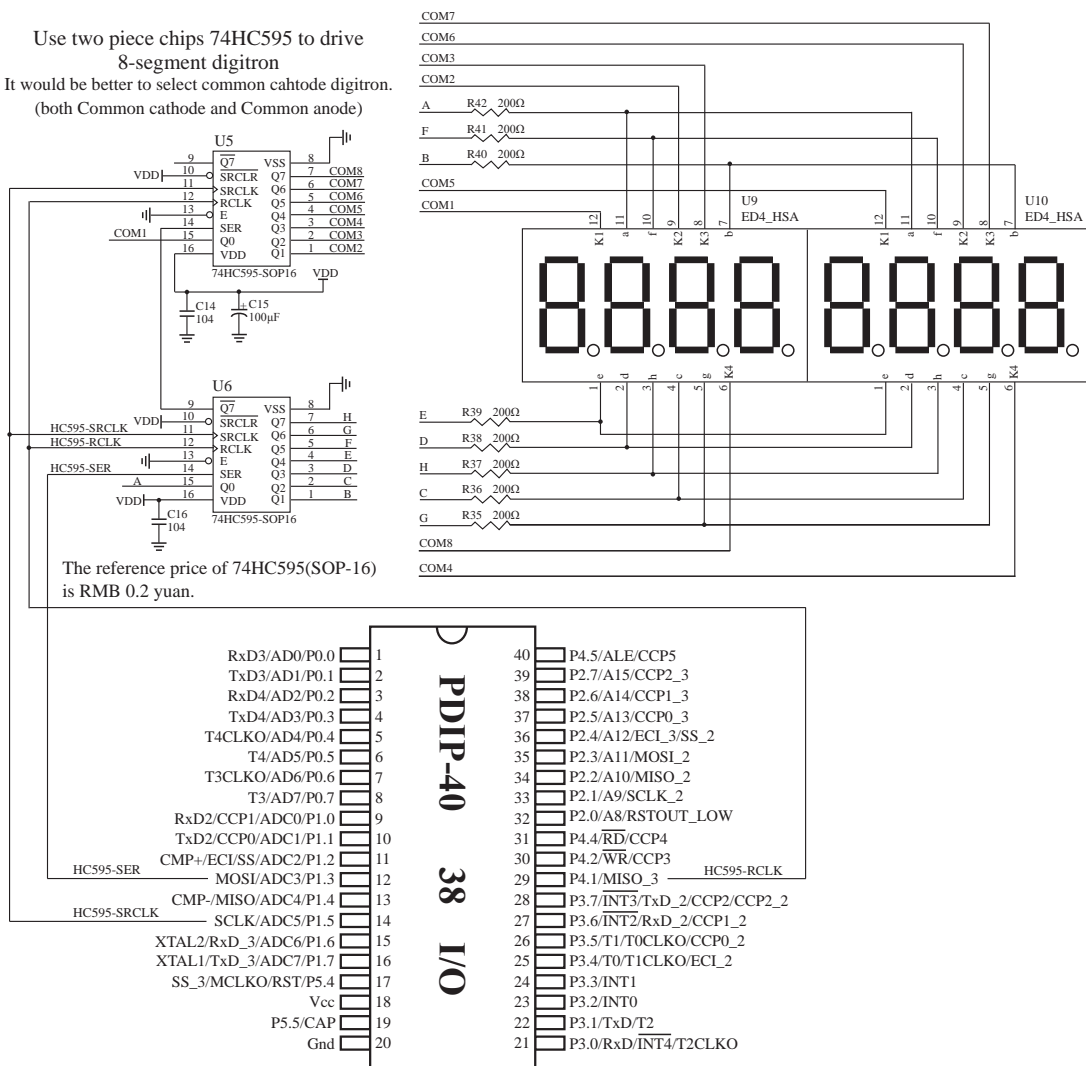 Use two piece chips 74HC595 to drive
8-segment digitron
It would be better to select common cahtode digitron.
(both Common cathode and Common anode)
U5
9 Q7 VSS 8
VDD 10 SRCLR Q7 7 COM8
11 SRCLK Q6 6 COM7
12 RCLK Q5 5 COM6
13 E Q4 4 COM5
14 SER Q3 3 COM4
COM1 15 Q0 Q2 2 COM3
16 VDD Q1 1 COM2
74HC595-SOP16
VDD
C14
104
+ C15
100μF
U6
9 Q7 VSS 8
VDD 10 SRCLR Q7 7 H
HC595-SRCLK 11 SRCLK Q6 6 G
HC595-RCLK 12 RCLK Q5 5 F
13 E Q4 4 E
HC595-SER 14 SER Q3 3 D
A 15 Q0 Q2 2 C
VDD 16 VDD Q1 1 B
74HC595-SOP16
C16
104
The reference price of 74HC595(SOP-16)
is RMB 0.2 yuan.
COM7
COM6
COM3
COM2
A R42 200Ω
F R41 200Ω
B R40 200Ω
COM5
COM1
U9
ED4_HSA
12 11 10 9 8 7
K1 a f K2 K3 b
e d h c g K4
1 2 3 4 5 6
U10
ED4_HSA
12 11 10 9 8 7
K1 a f K2 K3 b
e d h c g K4
1 2 3 4 5 6
E R39 200Ω
D R38 200Ω
H R37 200Ω
C R36 200Ω
G R35 200Ω
COM8
COM4
PDIP-40 38 I/O
RxD3/AD0/P0.0 1
TxD3/AD1/P0.1 2
RxD4/AD2/P0.2 3
TxD4/AD3/P0.3 4
T4CLKO/AD4/P0.4 5
T4/AD5/P0.5 6
T3CLKO/AD6/P0.6 7
T3/AD7/P0.7 8
RxD2/CCP1/ADC0/P1.0 9
TxD2/CCP0/ADC1/P1.1 10
CMP+/ECI/SS/ADC2/P1.2 11
HC595-SER MOSI/ADC3/P1.3 12
CMP-/MISO/ADC4/P1.4 13
HC595-SRCLK SCLK/ADC5/P1.5 14
XTAL2/RxD_3/ADC6/P1.6 15
XTAL1/TxD_3/ADC7/P1.7 16
SS_3/MCLKO/RST/P5.4 17
Vcc 18
P5.5/CAP 19
Gnd 20
40 P4.5/ALE/CCP5
39 P2.7/A15/CCP2_3
38 P2.6/A14/CCP1_3
37 P2.5/A13/CCP0_3
36 P2.4/A12/ECI_3/SS_2
35 P2.3/A11/MOSI_2
34 P2.2/A10/MISO_2
33 P2.1/A9/SCLK_2
32 P2.0/A8/RSTOUT_LOW
31 P4.4/RD/CCP4
30 P4.2/WR/CCP3
29 P4.1/MISO_3 HC595-RCLK
28 P3.7/INT3/TxD_2/CCP2/CCP2_2
27 P3.6/INT2/RxD_2/CCP1_2
26 P3.5/T1/T0CLKO/CCP0_2
25 P3.4/T0/T1CLKO/ECI_2
24 P3.3/INT1
23 P3.2/INT0
22 P3.1/TxD/T2
21 P3.0/RxD/INT4/T2CLKO